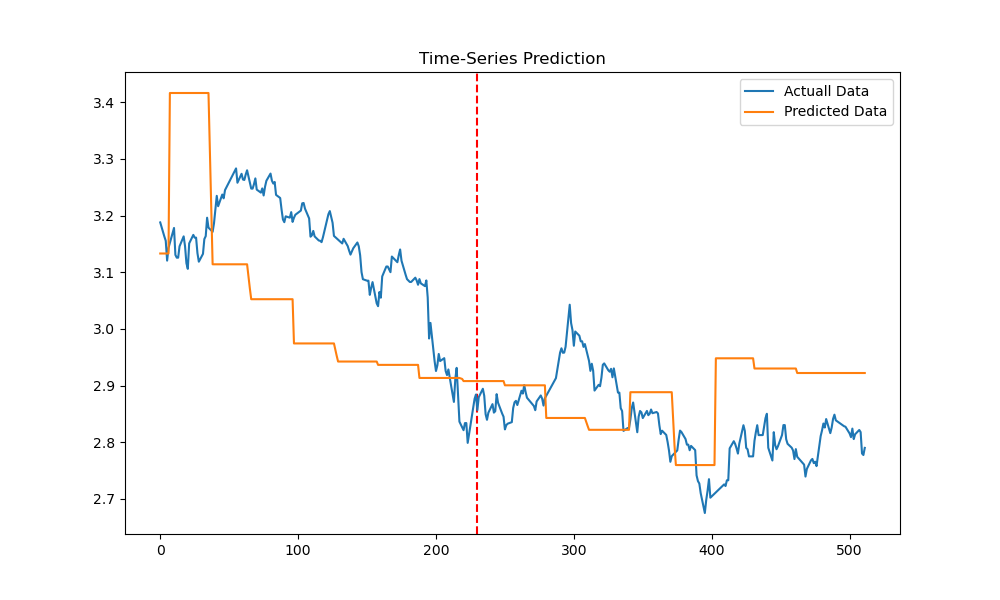 Time-Series Prediction
Actuall Data
Predicted Data
3.4
3.3
3.2
3.1
3.0
2.9
2.8
2.7
0 100 200 300 400 500